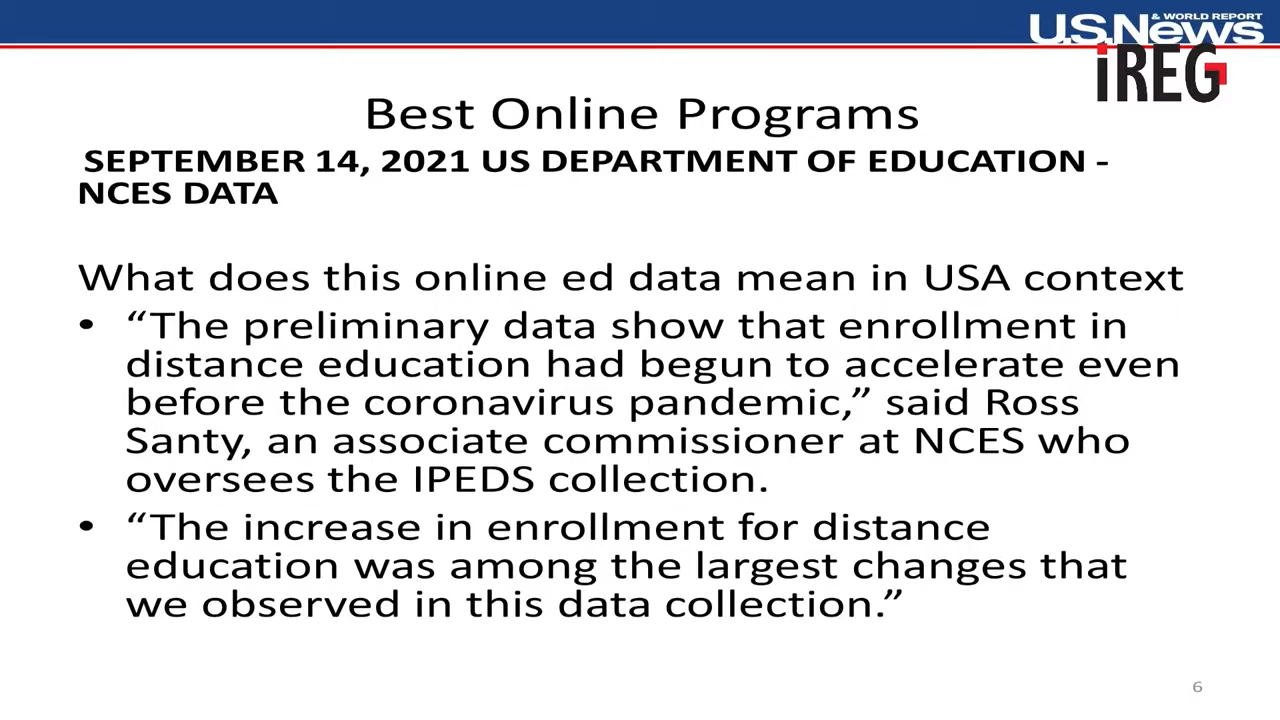 & WORLD REPORT
U.S.News
iREG
Best Online Programs
SEPTEMBER 14, 2021 US DEPARTMENT OF EDUCATION -
NCES DATA
What does this online ed data mean in USA context
• “The preliminary data show that enrollment in
distance education had begun to accelerate even
before the coronavirus pandemic,” said Ross
Santy, an associate commissioner at NCES who
oversees the IPEDS collection.
• “The increase in enrollment for distance
education was among the largest changes that
we observed in this data collection.”
6